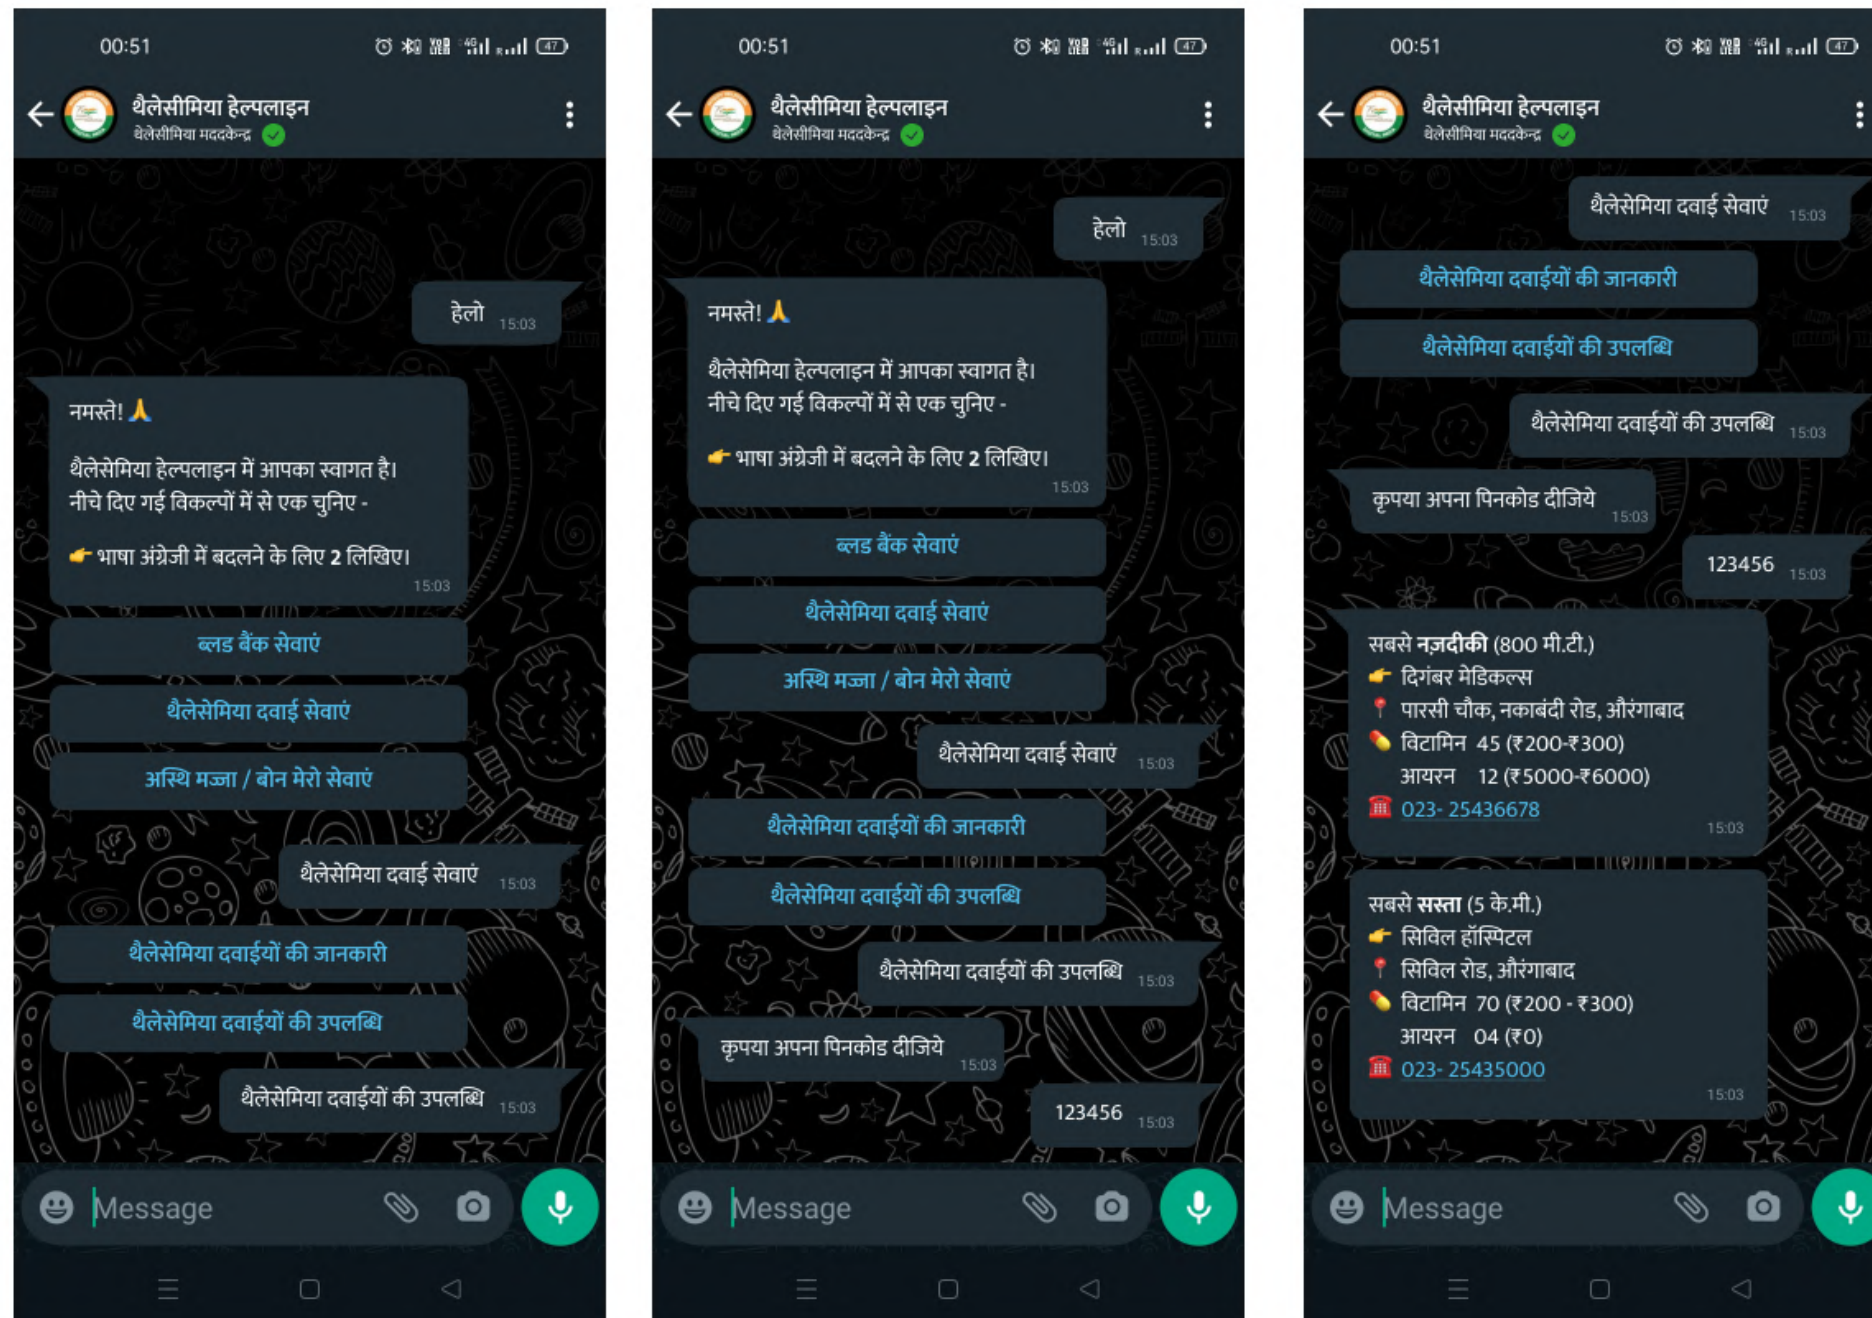 00:51
4G R 47
थैलेसीमिया हेल्पलाइन
थेलेसीमिया मददकेन्द्र
हेलो 15:03
नमस्ते! 🙏
थैलेसेमिया हेल्पलाइन में आपका स्वागत है।
नीचे दिए गई विकल्पों में से एक चुनिए -
👉 भाषा अंग्रेजी में बदलने के लिए 2 लिखिए।
15:03
ब्लड बैंक सेवाएं
थैलेसेमिया दवाई सेवाएं
अस्थि मज्जा / बोन मेरो सेवाएं
थैलेसेमिया दवाई सेवाएं 15:03
थैलेसेमिया दवाईयों की जानकारी
थैलेसेमिया दवाईयों की उपलब्धि
थैलेसेमिया दवाईयों की उपलब्धि 15:03
Message
00:51
4G R 47
थैलेसीमिया हेल्पलाइन
थेलेसीमिया मददकेन्द्र
हेलो 15:03
नमस्ते! 🙏
थैलेसेमिया हेल्पलाइन में आपका स्वागत है।
नीचे दिए गई विकल्पों में से एक चुनिए -
👉 भाषा अंग्रेजी में बदलने के लिए 2 लिखिए।
15:03
ब्लड बैंक सेवाएं
थैलेसेमिया दवाई सेवाएं
अस्थि मज्जा / बोन मेरो सेवाएं
थैलेसेमिया दवाई सेवाएं 15:03
थैलेसेमिया दवाईयों की जानकारी
थैलेसेमिया दवाईयों की उपलब्धि
थैलेसेमिया दवाईयों की उपलब्धि 15:03
कृपया अपना पिनकोड दीजिये 15:03
123456 15:03
Message
00:51
4G R 47
थैलेसीमिया हेल्पलाइन
थेलेसीमिया मददकेन्द्र
थैलेसेमिया दवाई सेवाएं 15:03
थैलेसेमिया दवाईयों की जानकारी
थैलेसेमिया दवाईयों की उपलब्धि
थैलेसेमिया दवाईयों की उपलब्धि 15:03
कृपया अपना पिनकोड दीजिये 15:03
123456 15:03
सबसे नज़दीकी (800 मी.टी.)
👉 दिगंबर मेडिकल्स
📍 पारसी चौक, नकाबंदी रोड, औरंगाबाद
💊 विटामिन 45 (₹200-₹300)
आयरन 12 (₹5000-₹6000)
☎️ 023- 25436678
15:03
सबसे सस्ता (5 के.मी.)
👉 सिविल हॉस्पिटल
📍 सिविल रोड, औरंगाबाद
💊 विटामिन 70 (₹200 - ₹300)
आयरन 04 (₹0)
☎️ 023- 25435000
15:03
Message